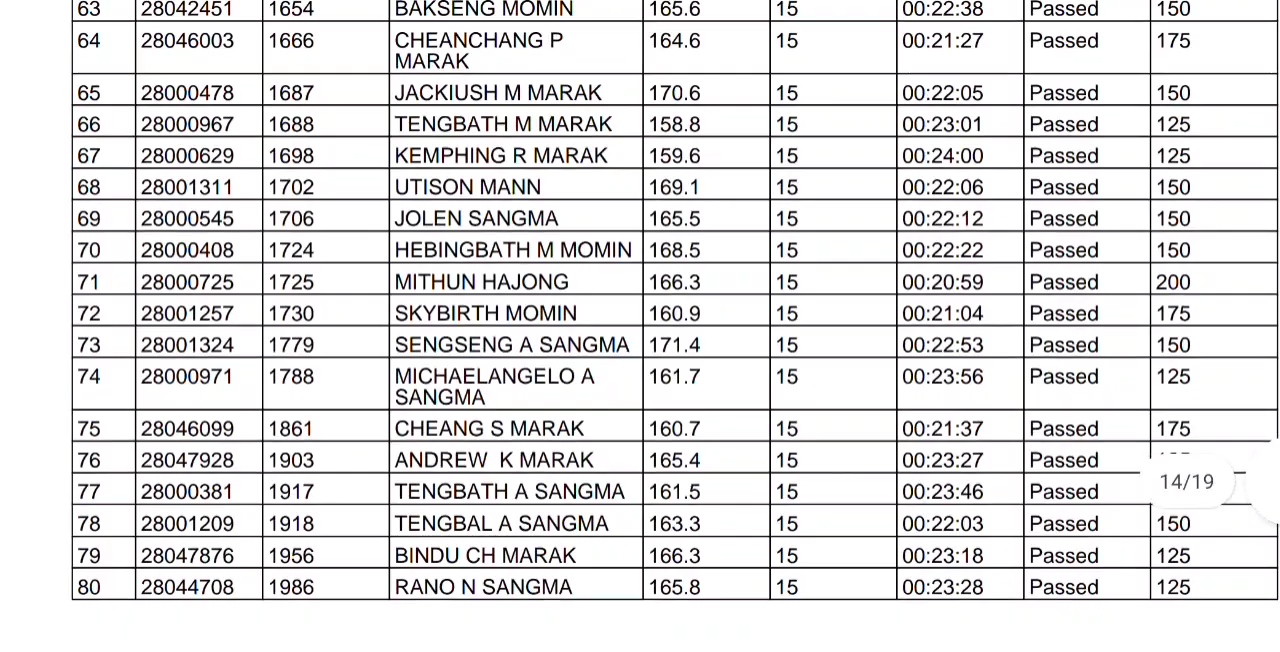 63 28042451 1654 BAKSENG MOMIN 165.6 15 00:22:38 Passed 150
64 28046003 1666 CHEANCHANG P 164.6 15 00:21:27 Passed 175
MARAK
65 28000478 1687 JACKIUSH M MARAK 170.6 15 00:22:05 Passed 150
66 28000967 1688 TENGBATH M MARAK 158.8 15 00:23:01 Passed 125
67 28000629 1698 KEMPHING R MARAK 159.6 15 00:24:00 Passed 125
68 28001311 1702 UTISON MANN 169.1 15 00:22:06 Passed 150
69 28000545 1706 JOLEN SANGMA 165.5 15 00:22:12 Passed 150
70 28000408 1724 HEBINGBATH M MOMIN 168.5 15 00:22:22 Passed 150
71 28000725 1725 MITHUN HAJONG 166.3 15 00:20:59 Passed 200
72 28001257 1730 SKYBIRTH MOMIN 160.9 15 00:21:04 Passed 175
73 28001324 1779 SENGSENG A SANGMA 171.4 15 00:22:53 Passed 150
74 28000971 1788 MICHAELANGELO A 161.7 15 00:23:56 Passed 125
SANGMA
75 28046099 1861 CHEANG S MARAK 160.7 15 00:21:37 Passed 175
76 28047928 1903 ANDREW  K MARAK 165.4 15 00:23:27 Passed
77 28000381 1917 TENGBATH A SANGMA 161.5 15 00:23:46 Passed
14/19
78 28001209 1918 TENGBAL A SANGMA 163.3 15 00:22:03 Passed 150
79 28047876 1956 BINDU CH MARAK 166.3 15 00:23:18 Passed 125
80 28044708 1986 RANO N SANGMA 165.8 15 00:23:28 Passed 125